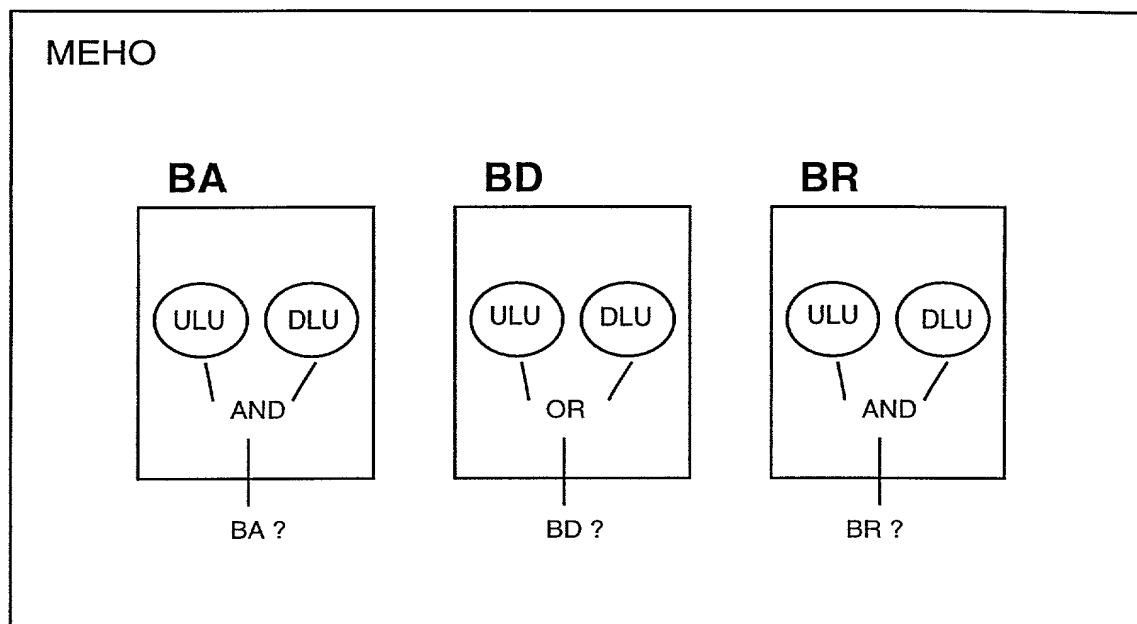 MEHO
BA BD BR
ULU DLU ULU DLU ULU DLU
AND OR AND
BA ? BD ? BR ?